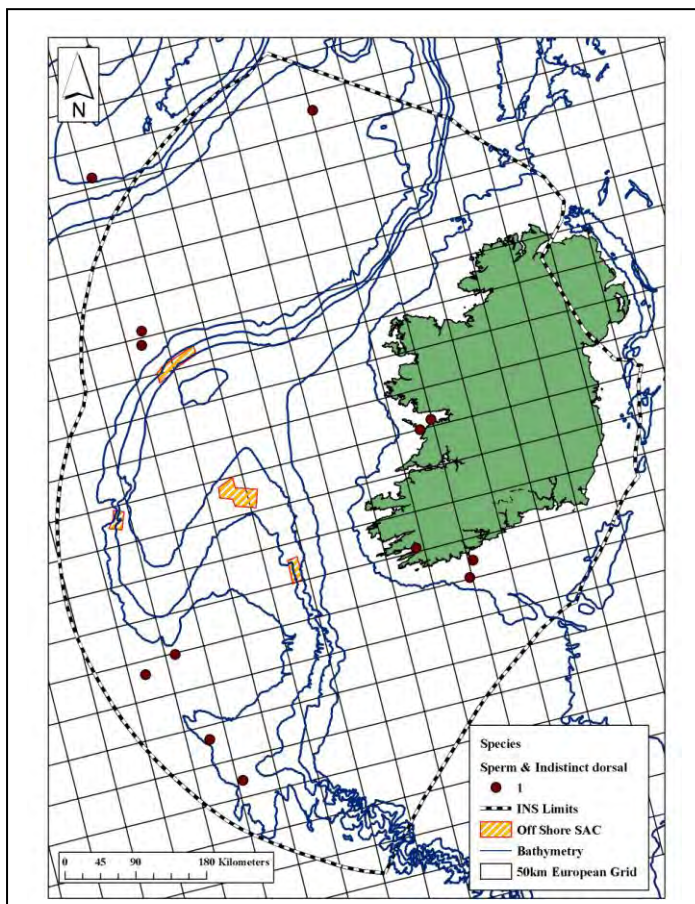 N
Species
Sperm & Indistinct dorsal
1
INS Limits
Off Shore SAC
Bathymetry
50km European Grid
0 45 90 180 Kilometers